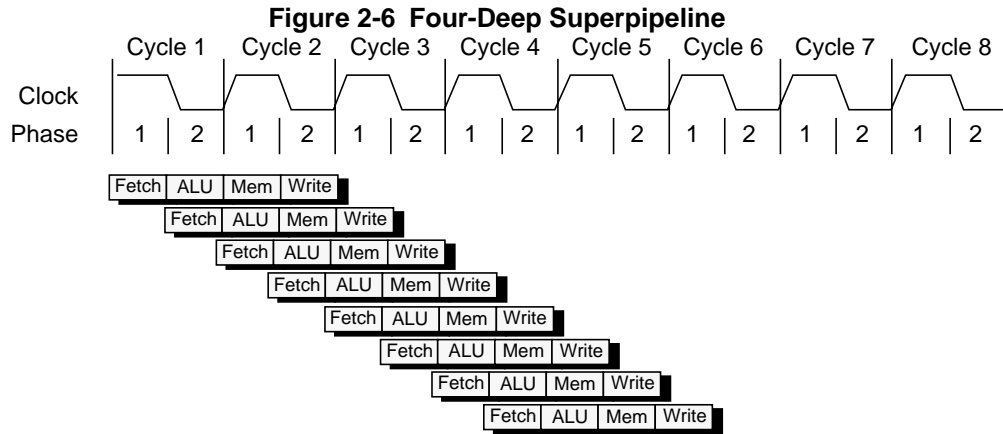 Figure 2-6 Four-Deep Superpipeline
Cycle 1 Cycle 2 Cycle 3 Cycle 4 Cycle 5 Cycle 6 Cycle 7 Cycle 8
Clock
Phase 1 2 1 2 1 2 1 2 1 2 1 2 1 2 1 2
Fetch ALU Mem Write
Fetch ALU Mem Write
Fetch ALU Mem Write
Fetch ALU Mem Write
Fetch ALU Mem Write
Fetch ALU Mem Write
Fetch ALU Mem Write
Fetch ALU Mem Write